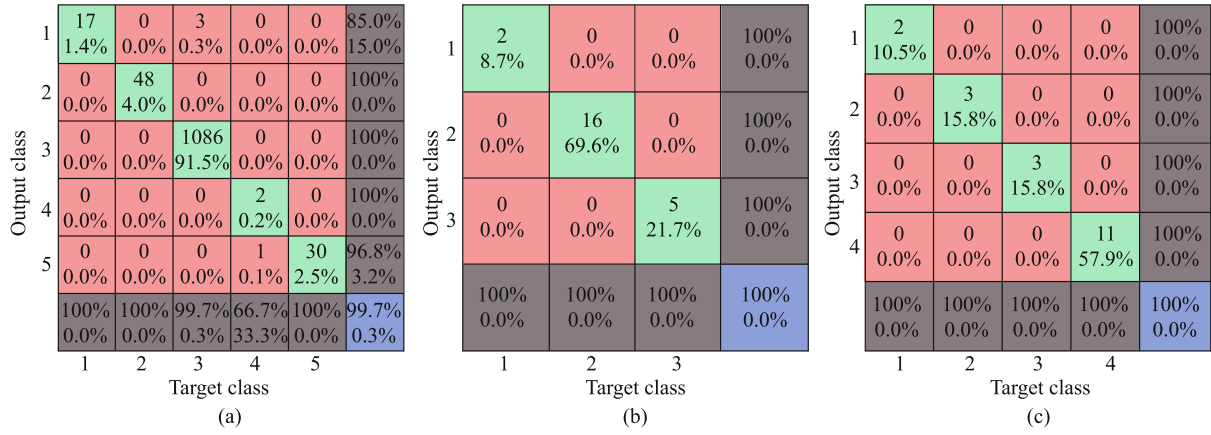 1 17 0 3 0 0 85.0%
1.4% 0.0% 0.3% 0.0% 0.0% 15.0%
2 0 48 0 0 0 100%
0.0% 4.0% 0.0% 0.0% 0.0% 0.0%
3 0 0 1086 0 0 100%
0.0% 0.0% 91.5% 0.0% 0.0% 0.0%
4 0 0 0 2 0 100%
0.0% 0.0% 0.0% 0.2% 0.0% 0.0%
5 0 0 0 1 30 96.8%
0.0% 0.0% 0.0% 0.1% 2.5% 3.2%
100% 100% 99.7% 66.7% 100% 99.7%
0.0% 0.0% 0.3% 33.3% 0.0% 0.3%
1 2 3 4 5
Output class
Target class
(a)
1 2 0 0 100%
8.7% 0.0% 0.0% 0.0%
2 0 16 0 100%
0.0% 69.6% 0.0% 0.0%
3 0 0 5 100%
0.0% 0.0% 21.7% 0.0%
100% 100% 100% 100%
0.0% 0.0% 0.0% 0.0%
1 2 3
Output class
Target class
(b)
1 2 0 0 0 100%
10.5% 0.0% 0.0% 0.0% 0.0%
2 0 3 0 0 100%
0.0% 15.8% 0.0% 0.0% 0.0%
3 0 0 3 0 100%
0.0% 0.0% 15.8% 0.0% 0.0%
4 0 0 0 11 100%
0.0% 0.0% 0.0% 57.9% 0.0%
100% 100% 100% 100% 100%
0.0% 0.0% 0.0% 0.0% 0.0%
1 2 3 4
Output class
Target class
(c)